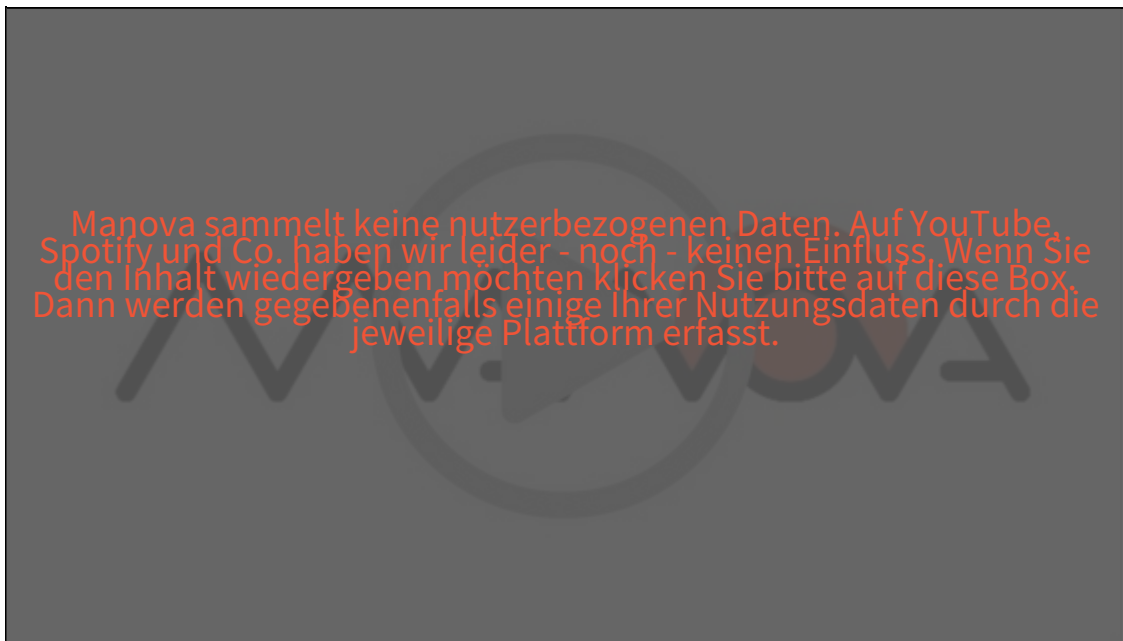 Manova sammelt keine nutzerbezogenen Daten. Auf YouTube,
Spotify und Co. haben wir leider - noch - keinen Einfluss. Wenn Sie
den Inhalt wiedergeben möchten klicken Sie bitte auf diese Box.
Dann werden gegebenenfalls einige Ihrer Nutzungsdaten durch die
jeweilige Plattform erfasst.
MANOVA